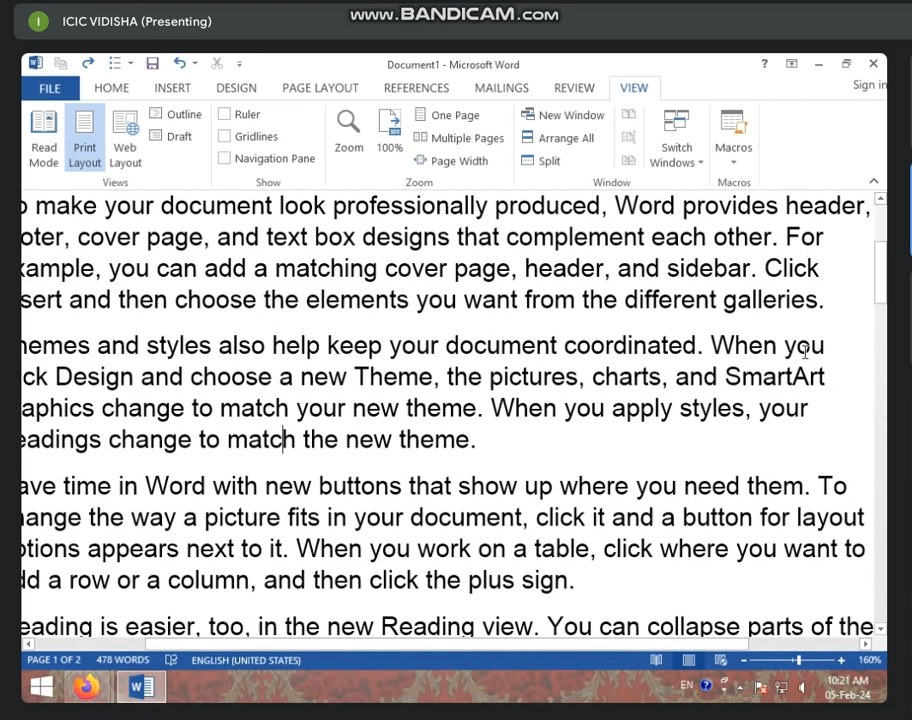 www.BANDICAM.com
I ICIC VIDISHA (Presenting)
Document1 - Microsoft Word
FILE HOME INSERT DESIGN PAGE LAYOUT REFERENCES MAILINGS REVIEW VIEW Sign in
Read Mode
Print Layout
Web Layout
Outline
Draft
Views
Ruler
Gridlines
Navigation Pane
Show
Zoom
100%
One Page
Multiple Pages
Page Width
Zoom
New Window
Arrange All
Split
Switch Windows
Window
Macros
Macros
o make your document look professionally produced, Word provides header,
oter, cover page, and text box designs that complement each other. For
xample, you can add a matching cover page, header, and sidebar. Click
sert and then choose the elements you want from the different galleries.
hemes and styles also help keep your document coordinated. When you
ick Design and choose a new Theme, the pictures, charts, and SmartArt
aphics change to match your new theme. When you apply styles, your
eadings change to match the new theme.
ave time in Word with new buttons that show up where you need them. To
hange the way a picture fits in your document, click it and a button for layout
ptions appears next to it. When you work on a table, click where you want to
dd a row or a column, and then click the plus sign.
eading is easier, too, in the new Reading view. You can collapse parts of the
PAGE 1 OF 2 478 WORDS ENGLISH (UNITED STATES) 160%
EN 10:21 AM
05-Feb-24